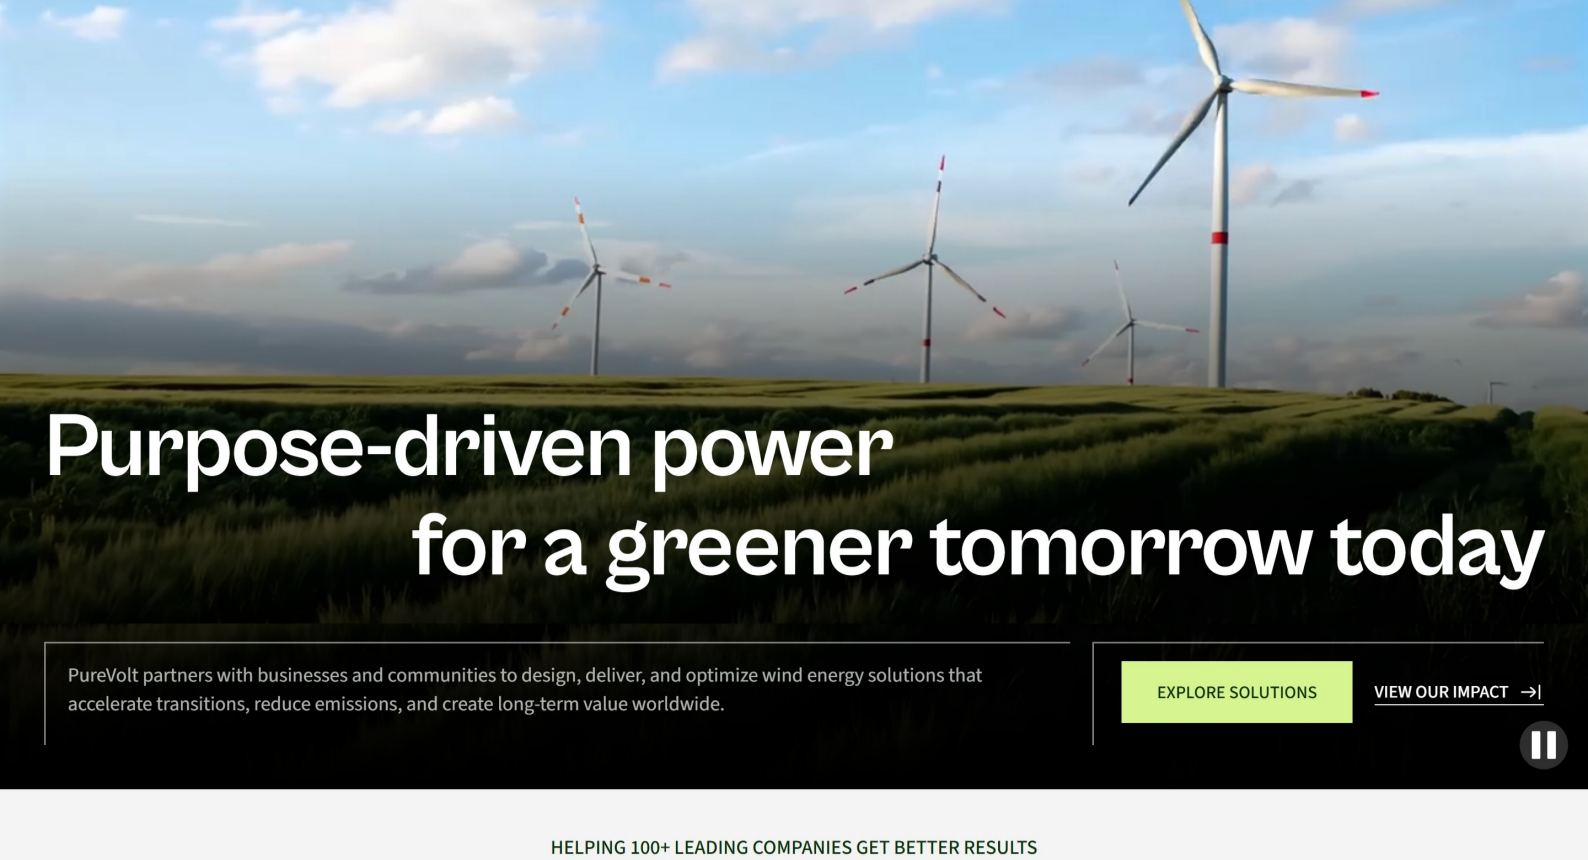 Purpose-driven power
for a greener tomorrow today
PureVolt partners with businesses and communities to design, deliver, and optimize wind energy solutions that
accelerate transitions, reduce emissions, and create long-term value worldwide.
EXPLORE SOLUTIONS
VIEW OUR IMPACT
HELPING 100+ LEADING COMPANIES GET BETTER RESULTS